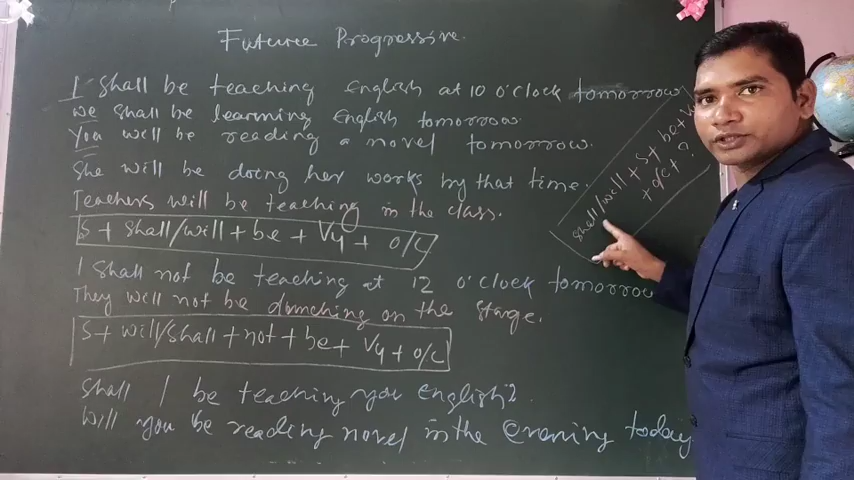 Future Progressive.
I shall be teaching English at 10 o'clock tomorrow
we shall be learning English tomorrow.
You will be reading a novel tomorrow.
She will be doing her works by that time.
Teachers will be teaching in the class.
S + Shall/will + be + V4 + o/c
I shall not be teaching at 12 o'clock tomorrow
They will not be dancing on the stage.
S + will/shall + not + be + V4 + o/c
Shall I be teaching you english?
will you be reading novel in the evening today
shall/will + S + be +
+ o/c + ?